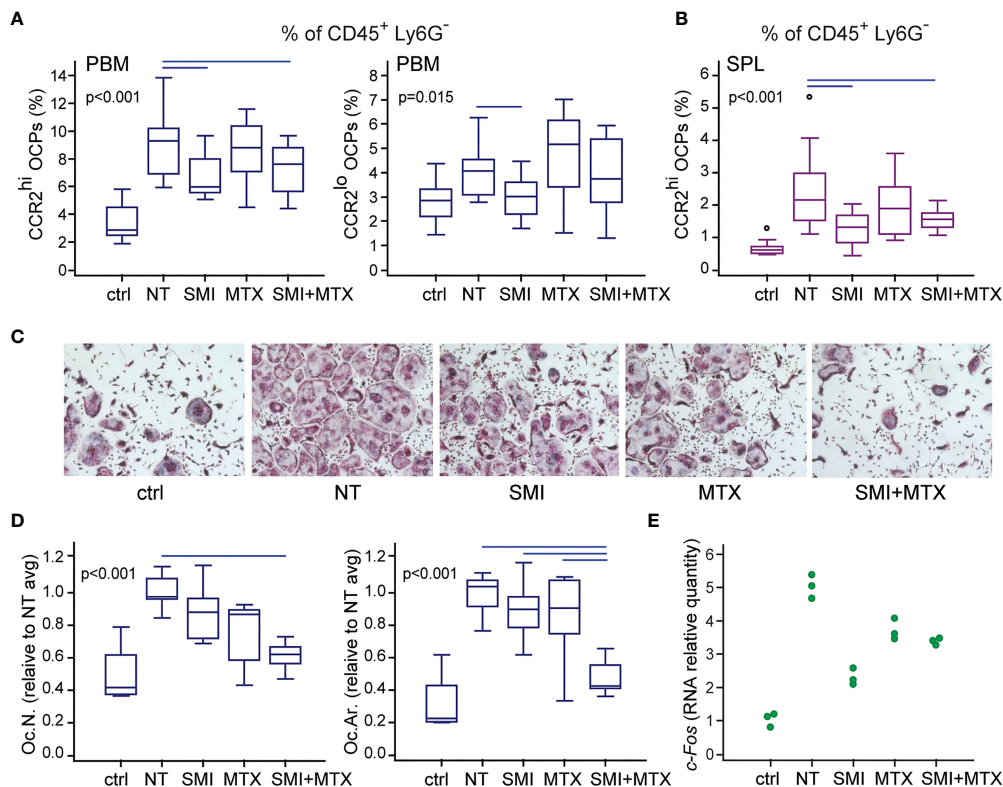 A
% of CD45+ Ly6G-
PBM
p<0.001
CCR2hi OCPs (%)
14
12
10
8
6
4
2
0
ctrl NT SMI MTX SMI+MTX
PBM
p=0.015
CCR2lo OCPs (%)
8
7
6
5
4
3
2
1
0
ctrl NT SMI MTX SMI+MTX
B
% of CD45+ Ly6G-
SPL
p<0.001
CCR2hi OCPs (%)
6
5
4
3
2
1
0
ctrl NT SMI MTX SMI+MTX
C
ctrl NT SMI MTX SMI+MTX
D
p<0.001
Oc.N. (relaive to NT avg)
1.2
1.0
0.8
0.6
0.4
0.2
0.0
ctrl NT SMI MTX SMI+MTX
p<0.001
Oc.Ar. (relaive to NT avg)
1.2
1.0
0.8
0.6
0.4
0.2
0.0
ctrl NT SMI MTX SMI+MTX
E
c-Fos (RNA relative quantity)
6
5
4
3
2
1
0
ctrl NT SMI MTX SMI+MTX